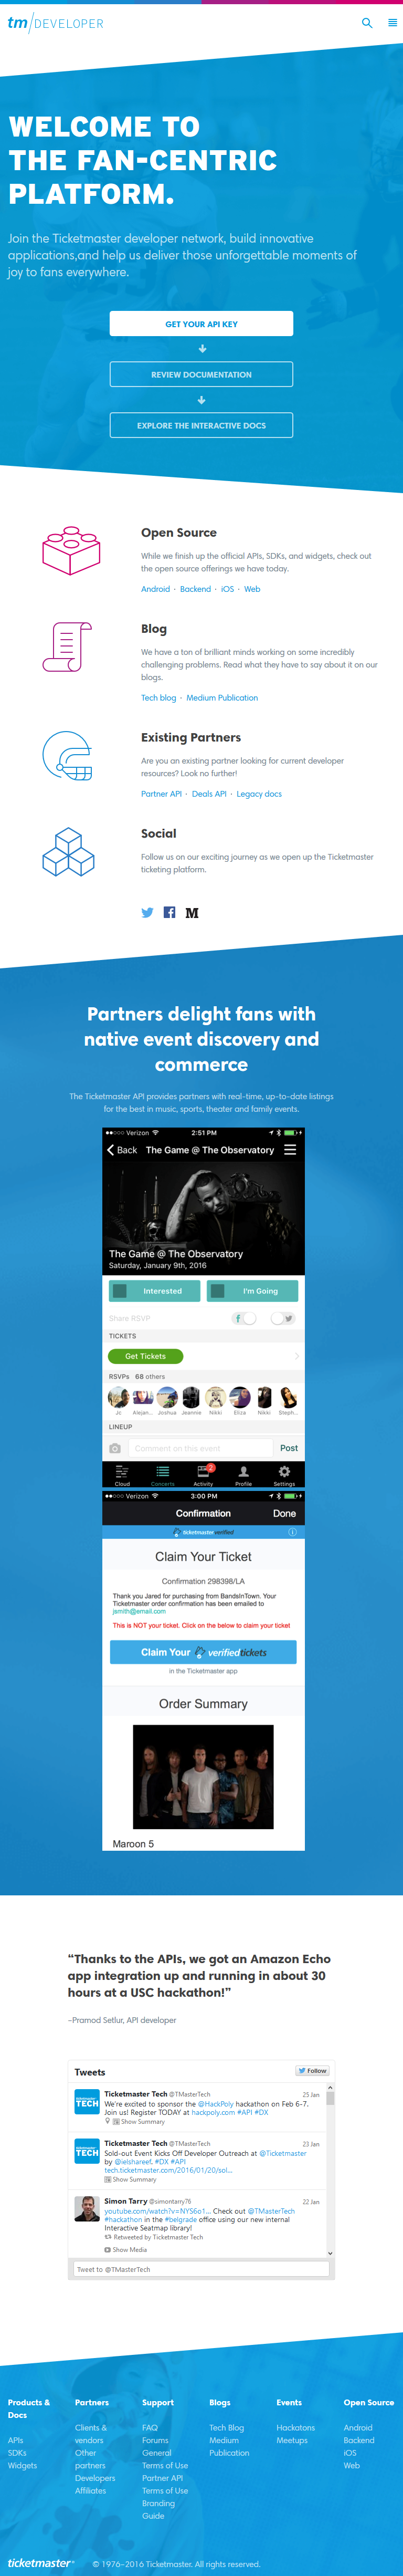 tm/DEVELOPER
WELCOME TO
THE FAN-CENTRIC
PLATFORM.
Join the Ticketmaster developer network, build innovative
applications,and help us deliver those unforgettable moments of
joy to fans everywhere.
GET YOUR API KEY
REVIEW DOCUMENTATION
EXPLORE THE INTERACTIVE DOCS
Open Source
While we finish up the official APIs, SDKs, and widgets, check out
the open source offerings we have today.
Android · Backend · iOS · Web
Blog
We have a ton of brilliant minds working on some incredibly
challenging problems. Read what they have to say about it on our
blogs.
Tech blog · Medium Publication
Existing Partners
Are you an existing partner looking for current developer
resources? Look no further!
Partner API · Deals API · Legacy docs
Social
Follow us on our exciting journey as we open up the Ticketmaster
ticketing platform.
M
Partners delight fans with
native event discovery and
commerce
The Ticketmaster API provides partners with real-time, up-to-date listings
for the best in music, sports, theater and family events.
Verizon 2:51 PM
Back The Game @ The Observatory
The Game @ The Observatory
Saturday, January 9th, 2016
Interested I'm Going
Share RSVP
TICKETS
Get Tickets
RSVPs 68 others
Jc Alejan... Joshua Jeannie Nikki Eliza Nikki Steph...
LINEUP
Comment on this event Post
2
Cloud Concerts Activity Profile Settings
Verizon 3:00 PM
Confirmation Done
ticketmaster verified
Claim Your Ticket
Confirmation 298398/LA
Thank you Jared for purchasing from BandsInTown. Your
Ticketmaster order confirmation has been emailed to
jsmith@email.com
This is NOT your ticket. Click on the below to claim your ticket
Claim Your verifiedtickets
in the Ticketmaster app
Order Summary
Maroon 5
“Thanks to the APIs, we got an Amazon Echo
app integration up and running in about 30
hours at a USC hackathon!”
-Pramod Setlur, API developer
Tweets Follow
Ticketmaster Tech @TMasterTech 25 Jan
We're excited to sponsor the @HackPoly hackathon on Feb 6-7.
Join us! Register TODAY at hackpoly.com #API #DX
Show Summary
Ticketmaster Tech @TMasterTech 23 Jan
Sold-out Event Kicks Off Developer Outreach at @Ticketmaster
by @ielshareef. #DX #API
tech.ticketmaster.com/2016/01/20/sol...
Show Summary
Simon Tarry @simontarry76 22 Jan
youtube.com/watch?v=NYS6o1... Check out @TMasterTech
#hackathon in the #belgrade office using our new internal
Interactive Seatmap library!
Retweeted by Ticketmaster Tech
Show Media
Tweet to @TMasterTech
Products &
Docs
APIs
SDKs
Widgets
Partners
Clients &
vendors
Other
partners
Developers
Affiliates
Support
FAQ
Forums
General
Terms of Use
Partner API
Terms of Use
Branding
Guide
Blogs
Tech Blog
Medium
Publication
Events
Hackatons
Meetups
Open Source
Android
Backend
iOS
Web
ticketmaster® © 1976-2016 Ticketmaster. All rights reserved.